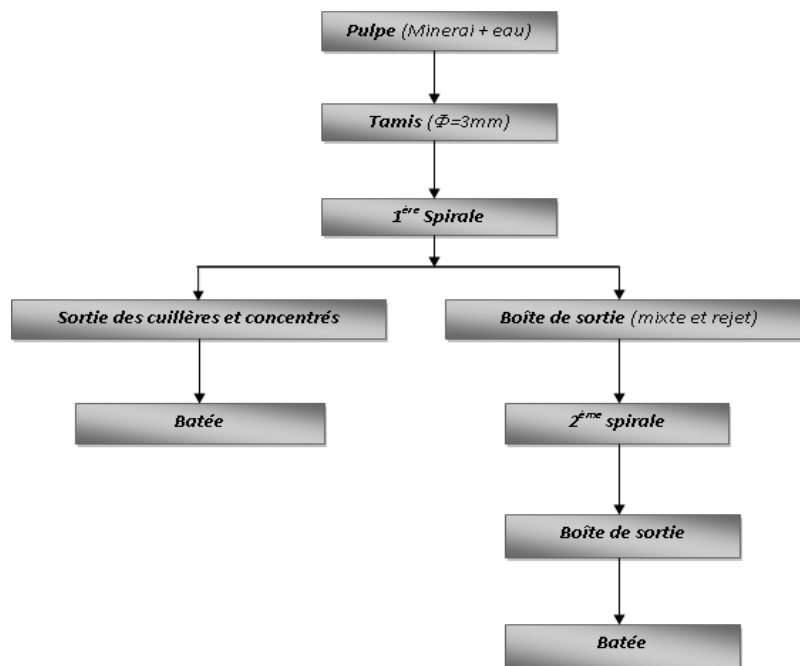 Pulpe (Minerai + eau)
Tamis (Φ=3mm)
1ère Spirale
Sortie des cuillères et concentrés
Boîte de sortie (mixte et rejet)
Batée
2ème spirale
Boîte de sortie
Batée